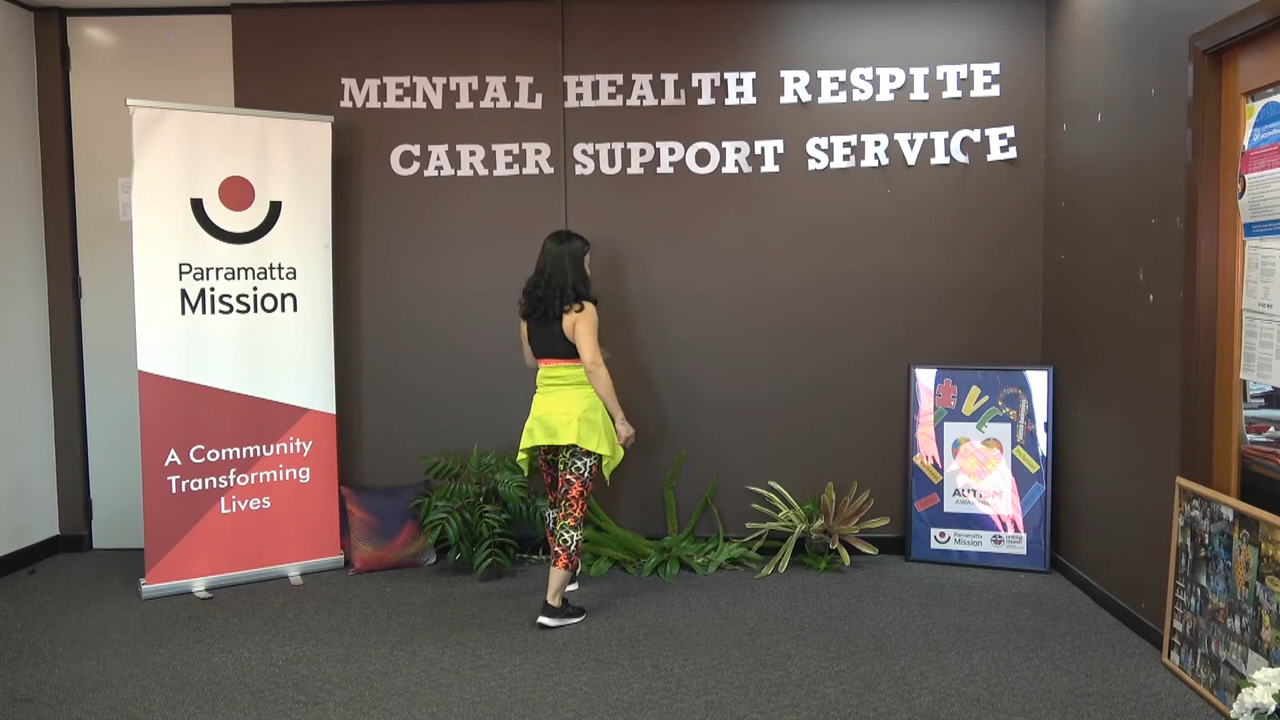 MENTAL HEALTH RESPITE
CARER SUPPORT SERVICE
Parramatta
Mission
A Community
Transforming
Lives
AUTISM
Parramatta
Mission